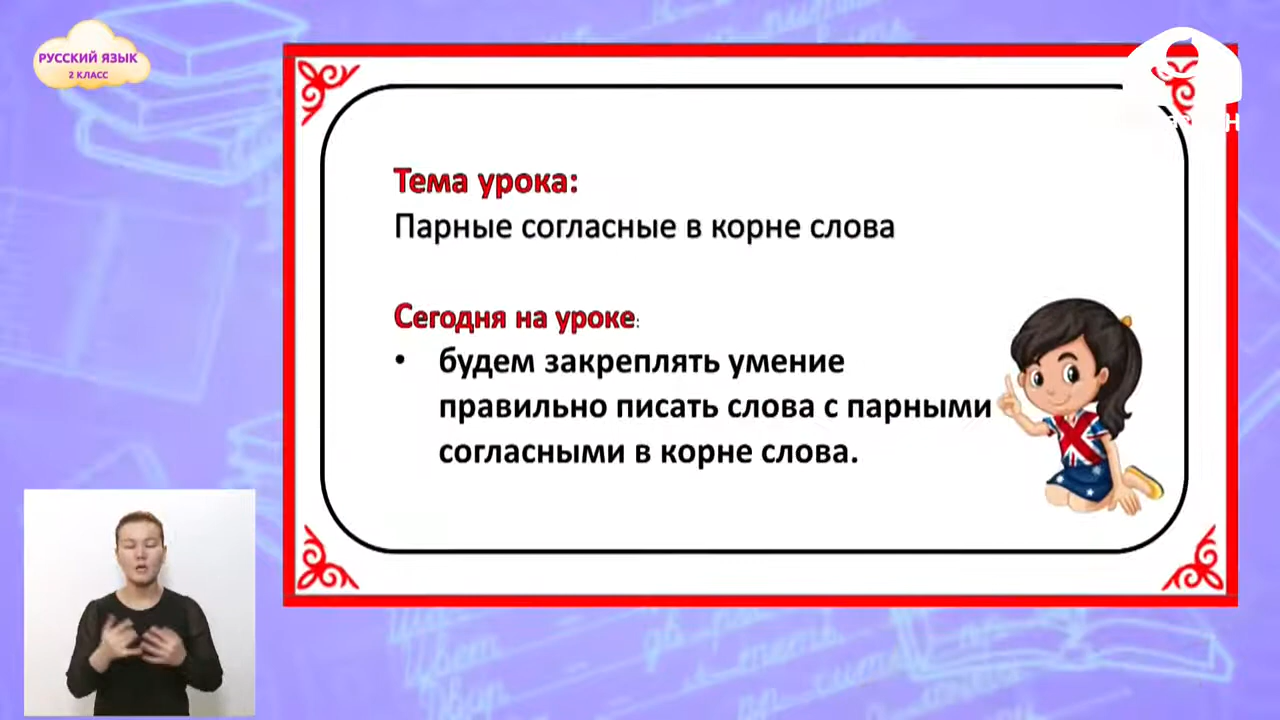 РУССКИЙ ЯЗЫК
2 КЛАСС
Тема урока:
Парные согласные в корне слова
Сегодня на уроке:
• будем закреплять умение
правильно писать слова с парными
согласными в корне слова.